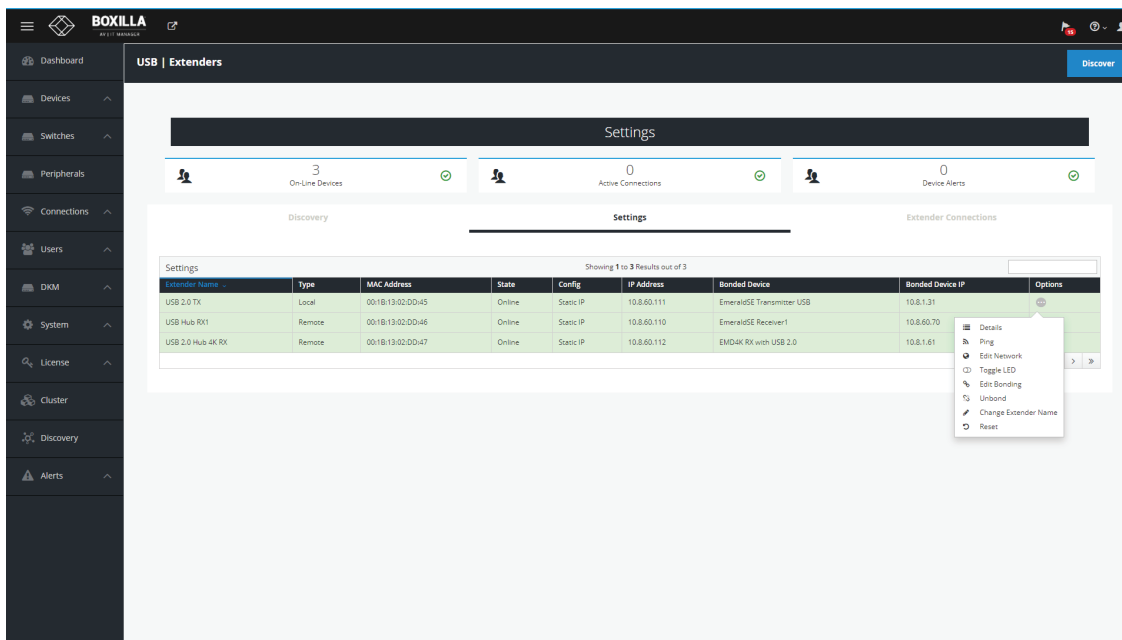 BOXILLA
AV | IT MANAGER
15
Dashboard
Devices
Switches
Peripherals
Connections
Users
DKM
System
License
Cluster
Discovery
Alerts
USB | Extenders
Discover
Settings
3
On-Line Devices
0
Active Connections
0
Device Alerts
Discovery Settings Extender Connections
Settings Showing 1 to 3 Results out of 3
Extender Name Type MAC Address State Config IP Address Bonded Device Bonded Device IP Options
USB 2.0 TX Local 00:1B:13:02:DD:45 Online Static IP 10.8.60.111 EmeraldSE Transmitter USB 10.8.1.31
USB Hub RX1 Remote 00:1B:13:02:DD:46 Online Static IP 10.8.60.110 EmeraldSE Receiver1 10.8.60.70
USB 2.0 Hub 4K RX Remote 00:1B:13:02:DD:47 Online Static IP 10.8.60.112 EMD4K RX with USB 2.0 10.8.1.61
Details
Ping
Edit Network
Toggle LED
Edit Bonding
Unbond
Change Extender Name
Reset